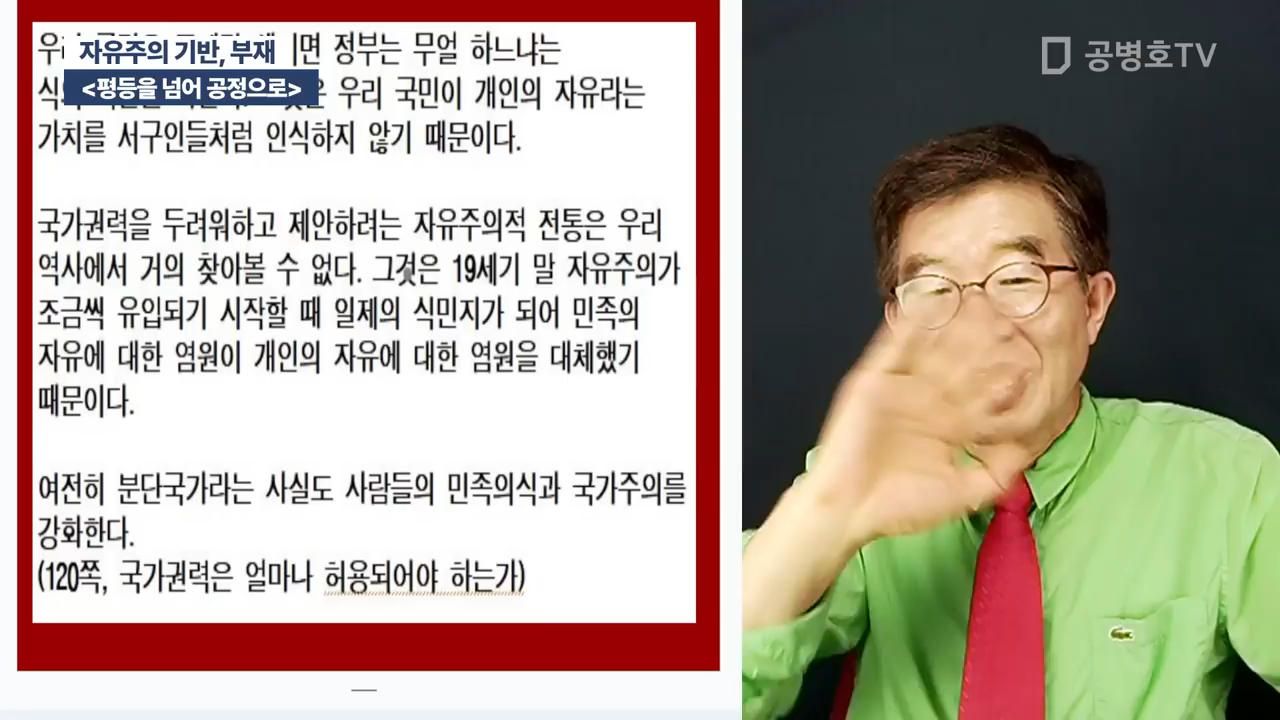 자유주의 기반, 부재
<평등을 넘어 공정으로>
공병호TV
면 정부는 무얼 하느냐는
우리 국민이 개인의 자유라는
가치를 서구인들처럼 인식하지 않기 때문이다.
국가권력을 두려워하고 제안하려는 자유주의적 전통은 우리
역사에서 거의 찾아볼 수 없다. 그것은 19세기 말 자유주의가
조금씩 유입되기 시작할 때 일제의 식민지가 되어 민족의
자유에 대한 염원이 개인의 자유에 대한 염원을 대체했기
때문이다.
여전히 분단국가라는 사실도 사람들의 민족의식과 국가주의를
강화한다.
(120쪽, 국가권력은 얼마나 허용되어야 하는가)